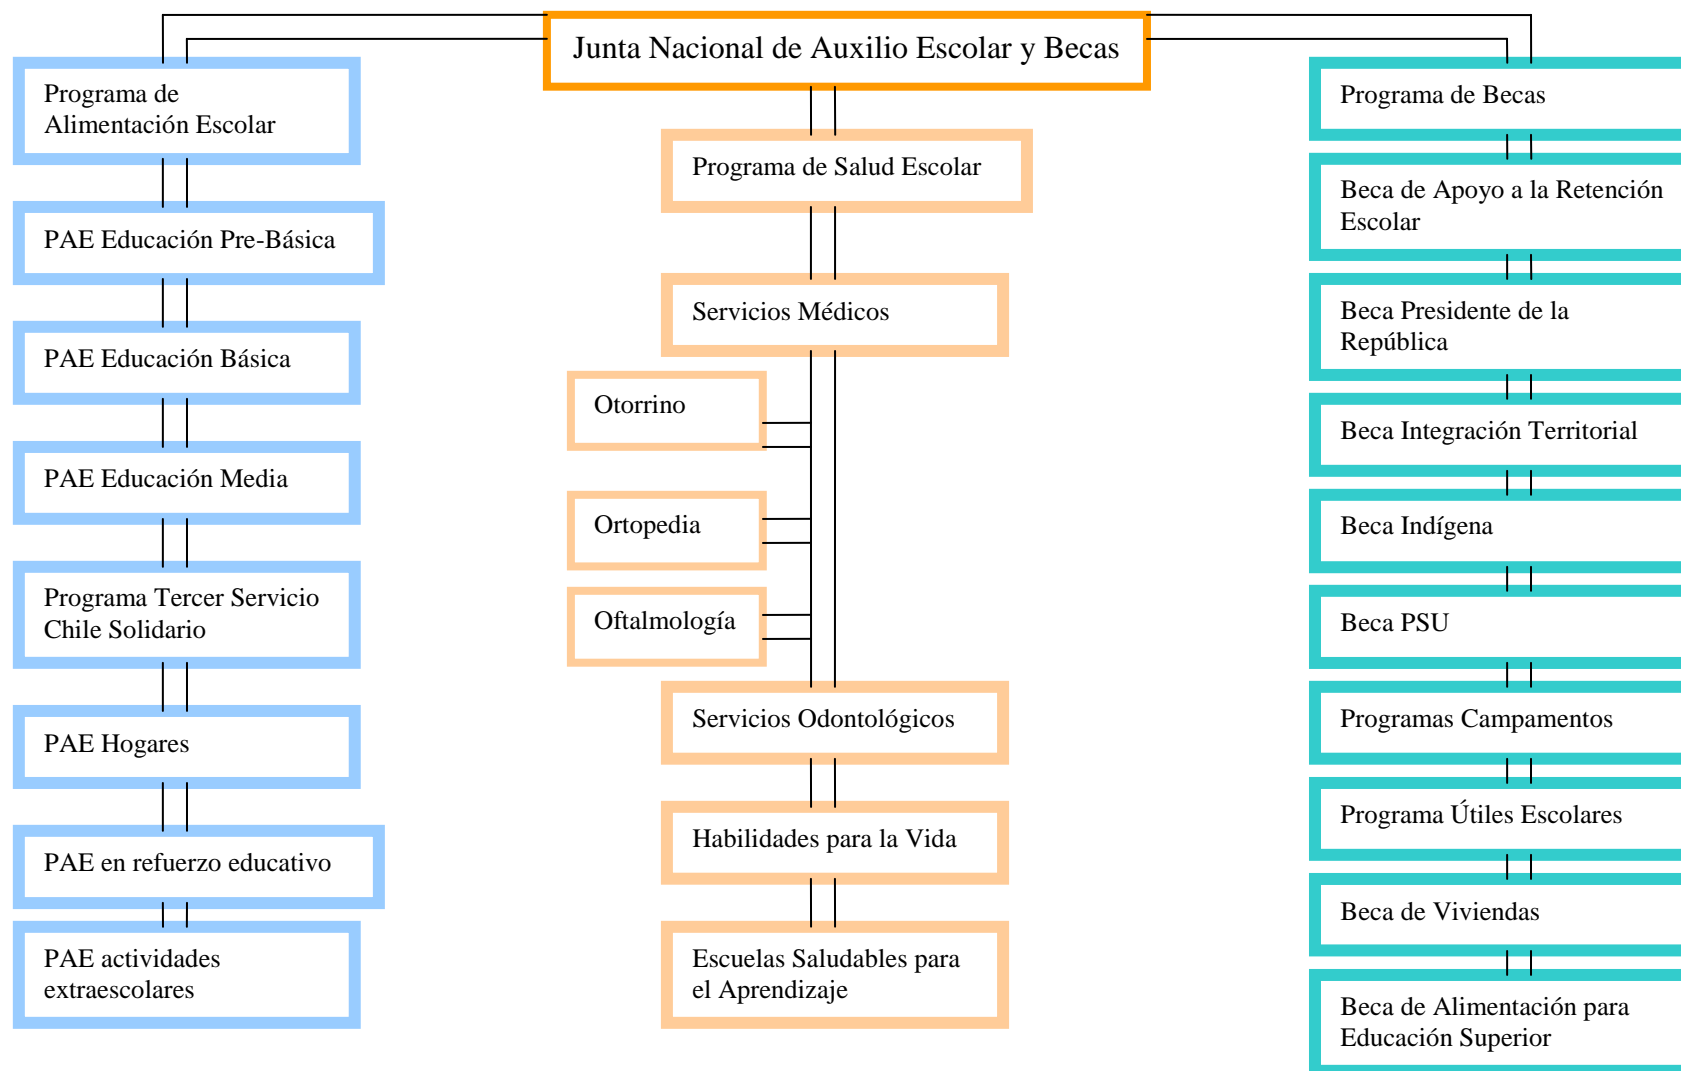 Junta Nacional de Auxilio Escolar y Becas
Programa de
Alimentación Escolar
PAE Educación Pre-Básica
PAE Educación Básica
PAE Educación Media
Programa Tercer Servicio
Chile Solidario
PAE Hogares
PAE en refuerzo educativo
PAE actividades
extraescolares
Programa de Salud Escolar
Servicios Médicos
Otorrino
Ortopedia
Oftalmología
Servicios Odontológicos
Habilidades para la Vida
Escuelas Saludables para
el Aprendizaje
Programa de Becas
Beca de Apoyo a la Retención
Escolar
Beca Presidente de la
República
Beca Integración Territorial
Beca Indígena
Beca PSU
Programas Campamentos
Programa Útiles Escolares
Beca de Viviendas
Beca de Alimentación para
Educación Superior